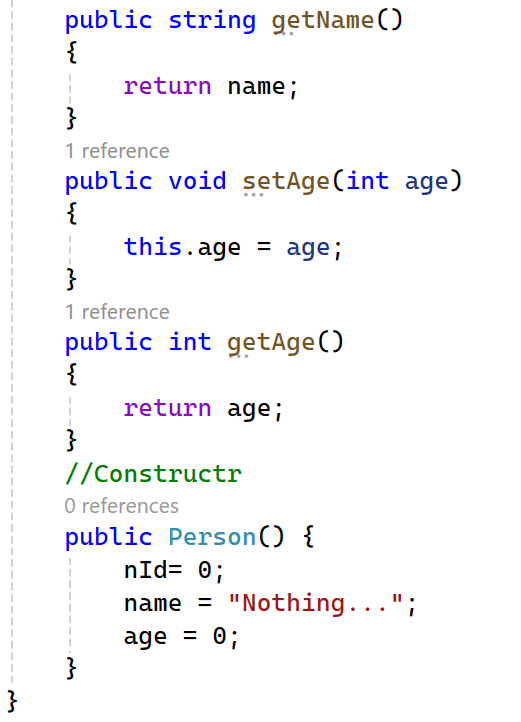 public string getName()
{
return name;
}
1 reference
public void setAge(int age)
{
this.age = age;
}
1 reference
public int getAge()
{
return age;
}
//Constructr
0 references
public Person() {
nId= 0;
name = "Nothing...";
age = 0;
}
}